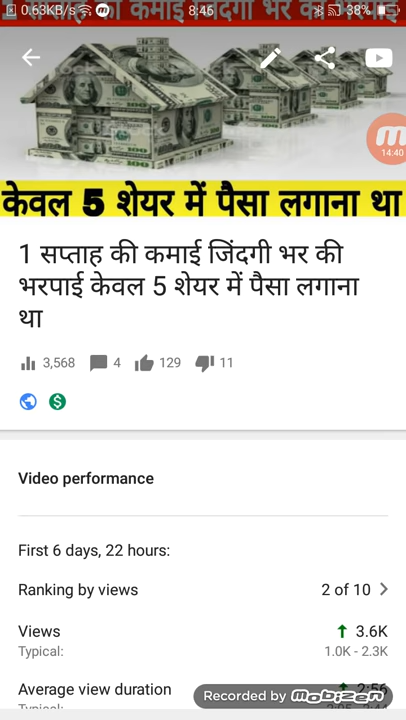 0.63KB/s 8:46 38%
14:40
केवल 5 शेयर में पैसा लगाना था
1 सप्ताह की कमाई जिंदगी भर की
भरपाई केवल 5 शेयर में पैसा लगाना
था
3,568 4 129 11
Video performance
First 6 days, 22 hours:
Ranking by views 2 of 10
Views 3.6K
Typical: 1.0K - 2.3K
Average view duration 2:56
Recorded by mobizen